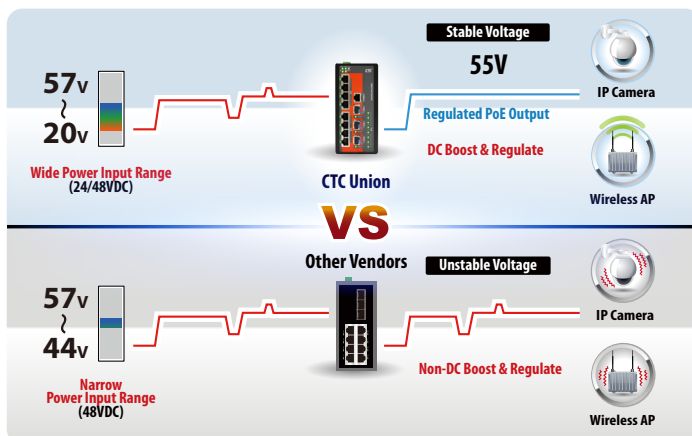 Stable Voltage
57V
55V
~
IP Camera
20V
Regulated PoE Output
DC Boost & Regulate
Wide Power Input Range
(24/48VDC)
CTC Union
Wireless AP
VS
Other Vendors
Unstable Voltage
57V
~
IP Camera
44V
Non-DC Boost & Regulate
Narrow
Power Input Range
(48VDC)
Wireless AP